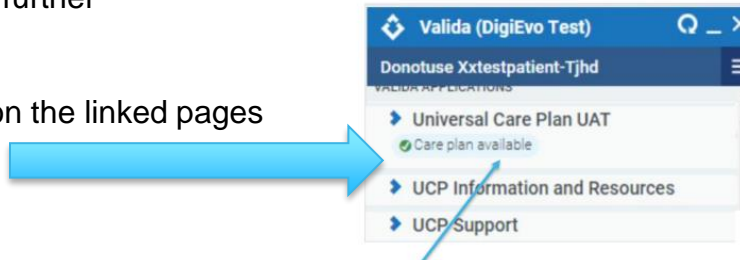 further
on the linked pages
Valida (DigiEvo Test)
Donotuse Xxtestpatient-Tjhd
VALIDA APPLICATIONS
Universal Care Plan UAT
Care plan available
UCP Information and Resources
UCP Support